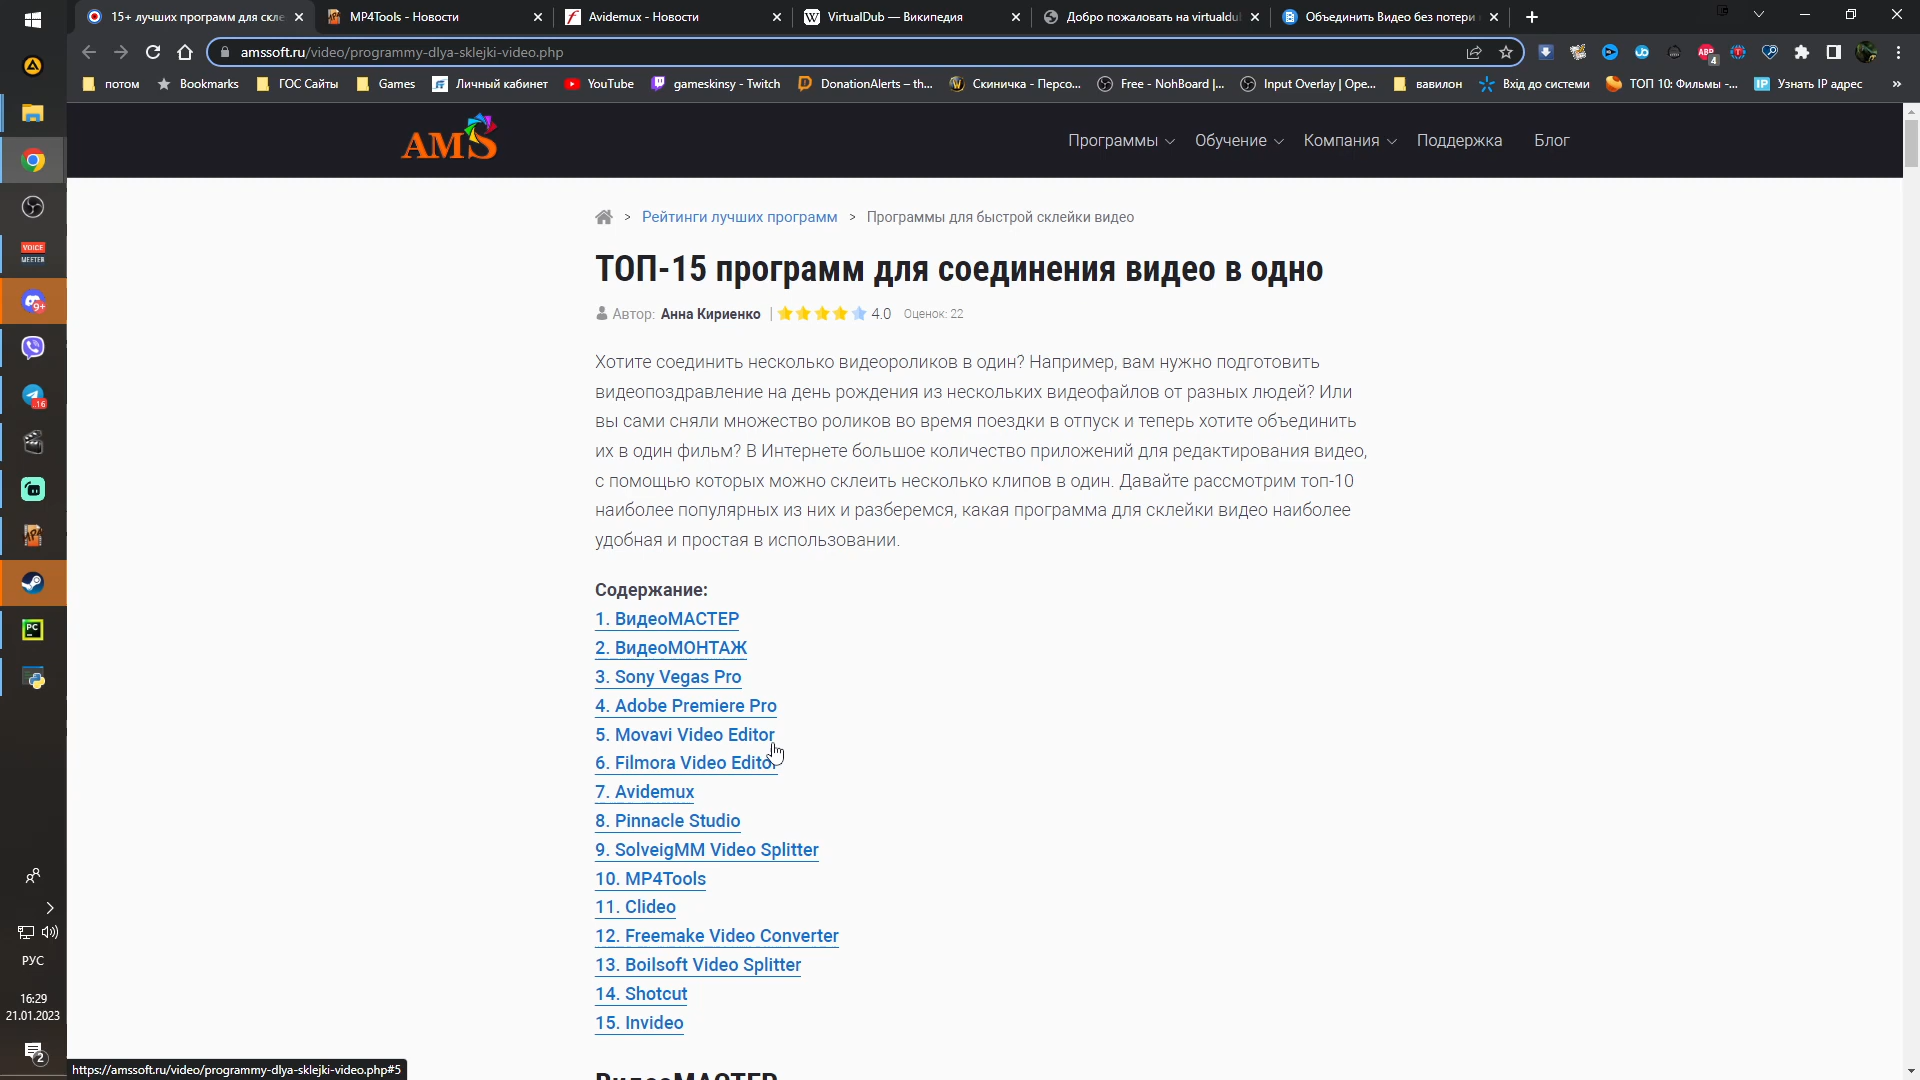 15+ лучших программ для скле
MP4Tools - Новости
Avidemux - Новости
VirtualDub — Википедия
Добро пожаловать на virtualdu
Объединить Видео без потери
amssoft.ru/video/programmy-dlya-sklejki-video.php
потом
Bookmarks
ГОС Сайты
Games
Личный кабинет
YouTube
gameskinsy - Twitch
DonationAlerts – th...
Скиничка - Персо...
Free - NohBoard |...
Input Overlay | Ope...
вавилон
Вхід до системи
ТОП 10: Фильмы -...
IP
Узнать IP адрес
AMS
Программы
Обучение
Компания
Поддержка
Блог
> Рейтинги лучших программ > Программы для быстрой склейки видео
ТОП-15 программ для соединения видео в одно
Автор: Анна Кириенко | 4.0 Оценок: 22
Хотите соединить несколько видеороликов в один? Например, вам нужно подготовить
видеопоздравление на день рождения из нескольких видеофайлов от разных людей? Или
вы сами сняли множество роликов во время поездки в отпуск и теперь хотите объединить
их в один фильм? В Интернете большое количество приложений для редактирования видео,
с помощью которых можно склеить несколько клипов в один. Давайте рассмотрим топ-10
наиболее популярных из них и разберемся, какая программа для склейки видео наиболее
удобная и простая в использовании.
Содержание:
1. ВидеоМАСТЕР
2. ВидеоМОНТАЖ
3. Sony Vegas Pro
4. Adobe Premiere Pro
5. Movavi Video Editor
6. Filmora Video Editor
7. Avidemux
8. Pinnacle Studio
9. SolveigMM Video Splitter
10. MP4Tools
11. Clideo
12. Freemake Video Converter
13. Boilsoft Video Splitter
14. Shotcut
15. Invideo
ВидеоМАСТЕР
https://amssoft.ru/video/programmy-dlya-sklejki-video.php#5
VOICE
MEETER
9+
16
PC
РУС
16:29
21.01.2023
2